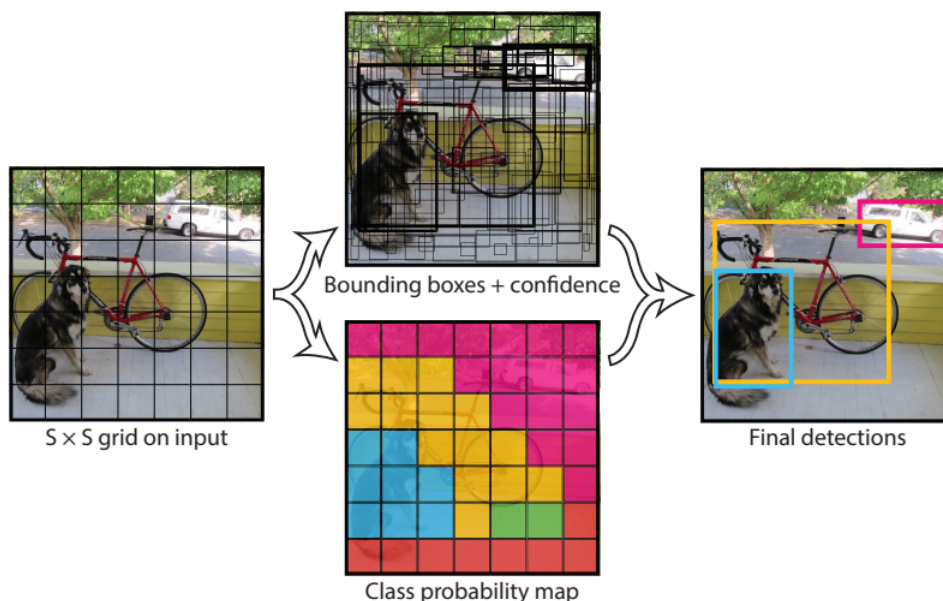 Bounding boxes + confidence
S × S grid on input
Final detections
Class probability map